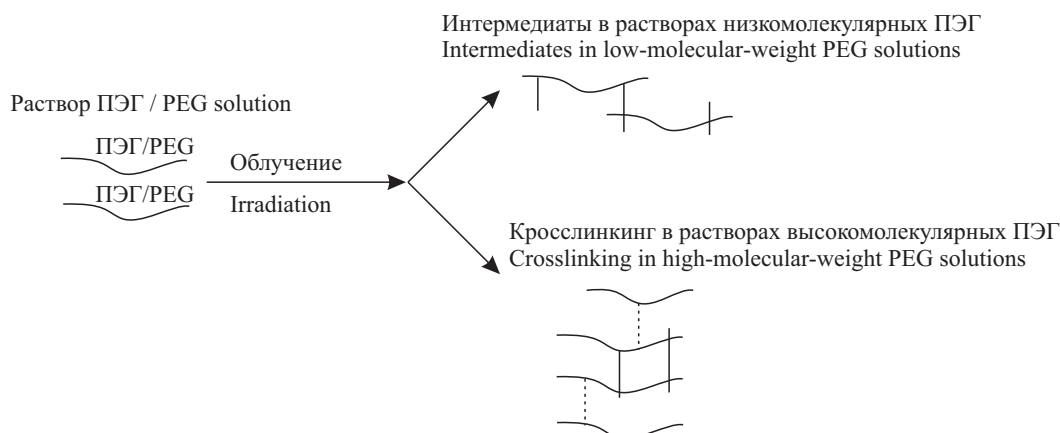 Интермедиаты в растворах низкомолекулярных ПЭГ
Intermediates in low-molecular-weight PEG solutions
Раствор ПЭГ / PEG solution
ПЭГ/PEG
ПЭГ/PEG
Облучение
Irradiation
Кросслинкинг в растворах высокомолекулярных ПЭГ
Crosslinking in high-molecular-weight PEG solutions